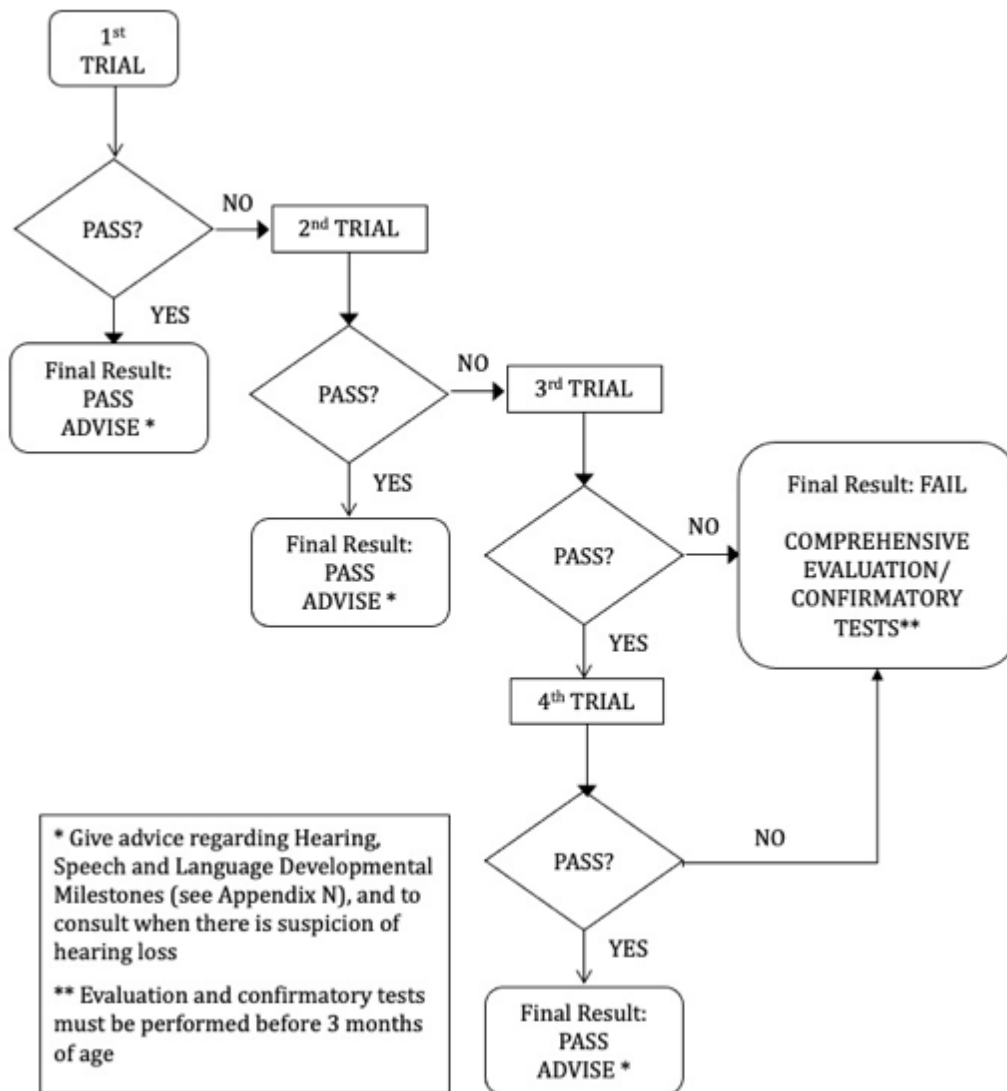 1st
TRIAL
PASS?
NO
2nd TRIAL
YES
Final Result:
PASS
ADVISE *
PASS?
NO
3rd TRIAL
YES
Final Result:
PASS
ADVISE *
PASS?
NO
Final Result: FAIL
COMPREHENSIVE
EVALUATION/
CONFIRMATORY
TESTS**
YES
4th TRIAL
PASS?
NO
YES
Final Result:
PASS
ADVISE *
* Give advice regarding Hearing,
Speech and Language Developmental
Milestones (see Appendix N), and to
consult when there is suspicion of
hearing loss
** Evaluation and confirmatory tests
must be performed before 3 months
of age